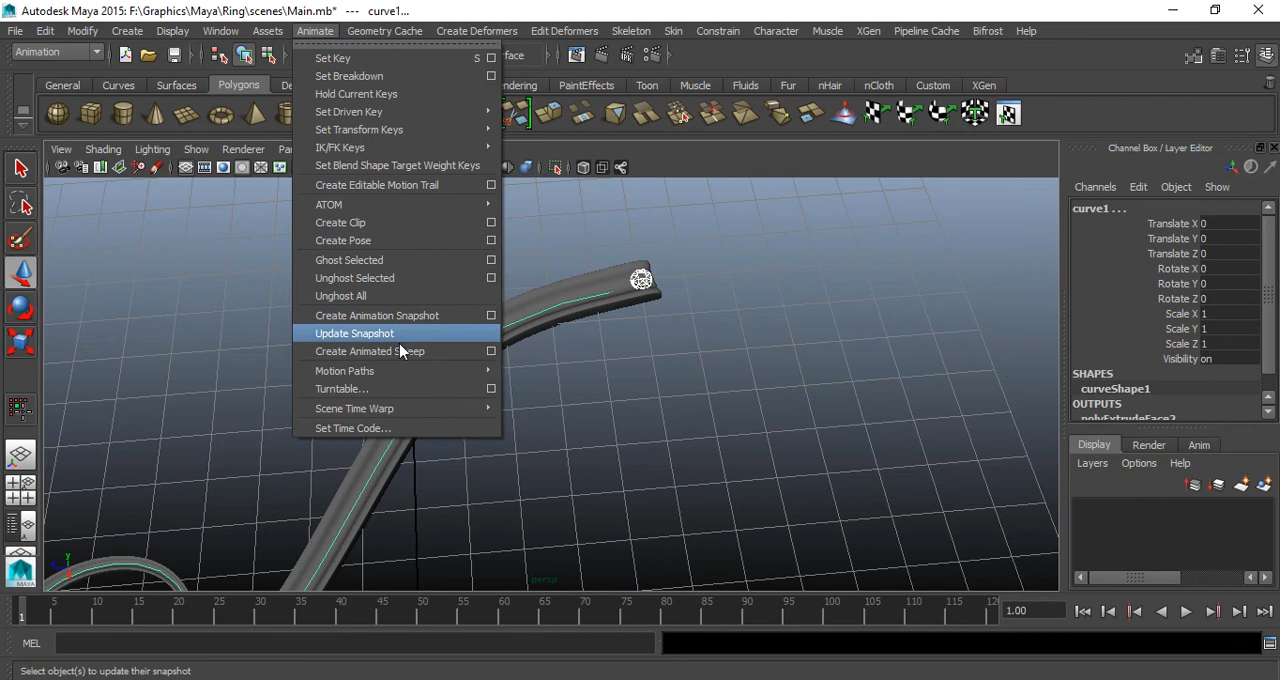 Autodesk Maya 2015: F:\Graphics\Maya\Ring\scenes\Main.mb* --- curve1...
File Edit Modify Create Display Window Assets Animate Geometry Cache Create Deformers Edit Deformers Skeleton Skin Constrain Character Muscle XGen Pipeline Cache Bifrost Help
Animation
General Curves Surfaces Polygons PaintEffects Toon Muscle Fluids Fur nHair nCloth Custom XGen
View Shading Lighting Show Renderer
Set Key S
Set Breakdown
Hold Current Keys
Set Driven Key
Set Transform Keys
IK/FK Keys
Set Blend Shape Target Weight Keys
Create Editable Motion Trail
ATOM
Create Clip
Create Pose
Ghost Selected
Unghost Selected
Unghost All
Create Animation Snapshot
Update Snapshot
Create Animated Sweep
Motion Paths
Turntable...
Scene Time Warp
Set Time Code...
persp
y
MAYA
Channel Box / Layer Editor
Channels Edit Object Show
curve1 ...
Translate X 0
Translate Y 0
Translate Z 0
Rotate X 0
Rotate Y 0
Rotate Z 0
Scale X 1
Scale Y 1
Scale Z 1
Visibility on
SHAPES
curveShape1
OUTPUTS
polyExtrudeFace2
Display Render Anim
Layers Options Help
1 5 10 15 20 25 30 35 40 45 50 55 60 65 70 75 80 85 90 95 100 105 110 115 12
1.00
MEL
Select object(s) to update their snapshot